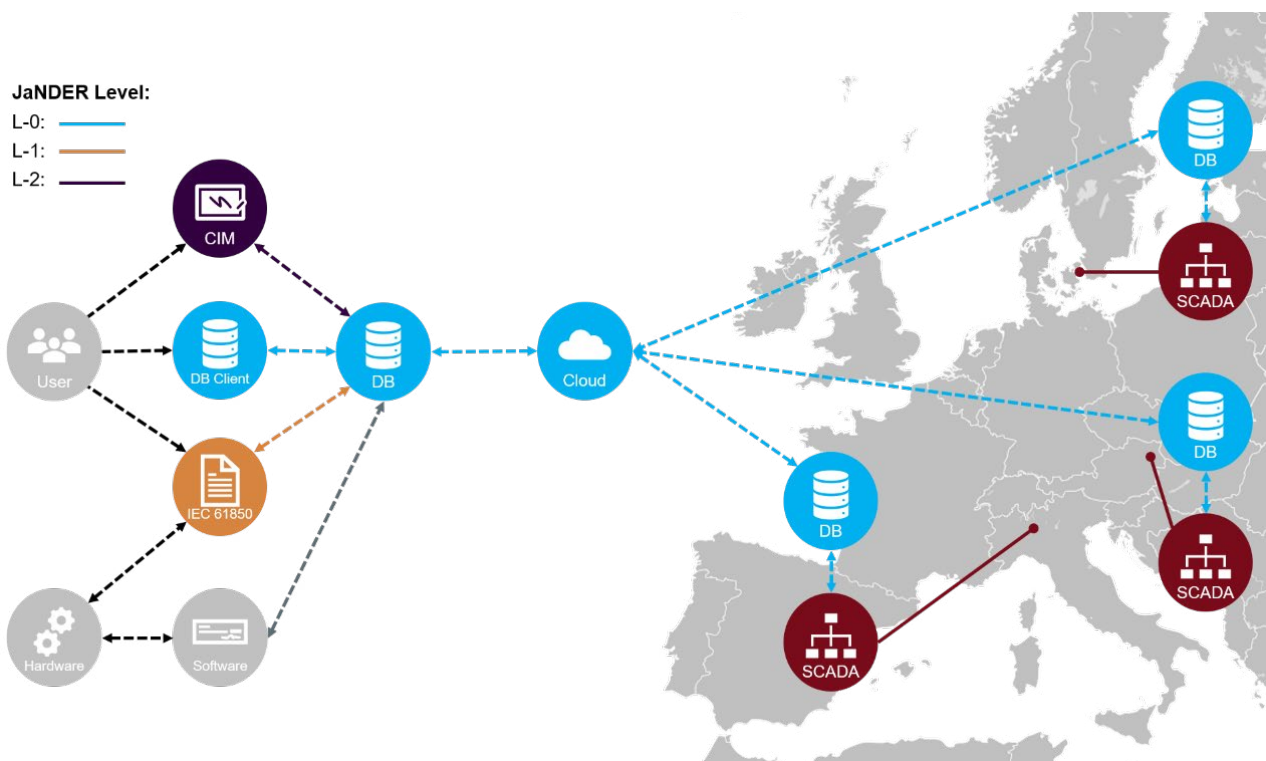 JaNDER Level:
L-0:
L-1:
L-2:
CIM
User
DB Client
DB
Cloud
IEC 61850
Hardware
Software
DB
SCADA
DB
SCADA
DB
SCADA